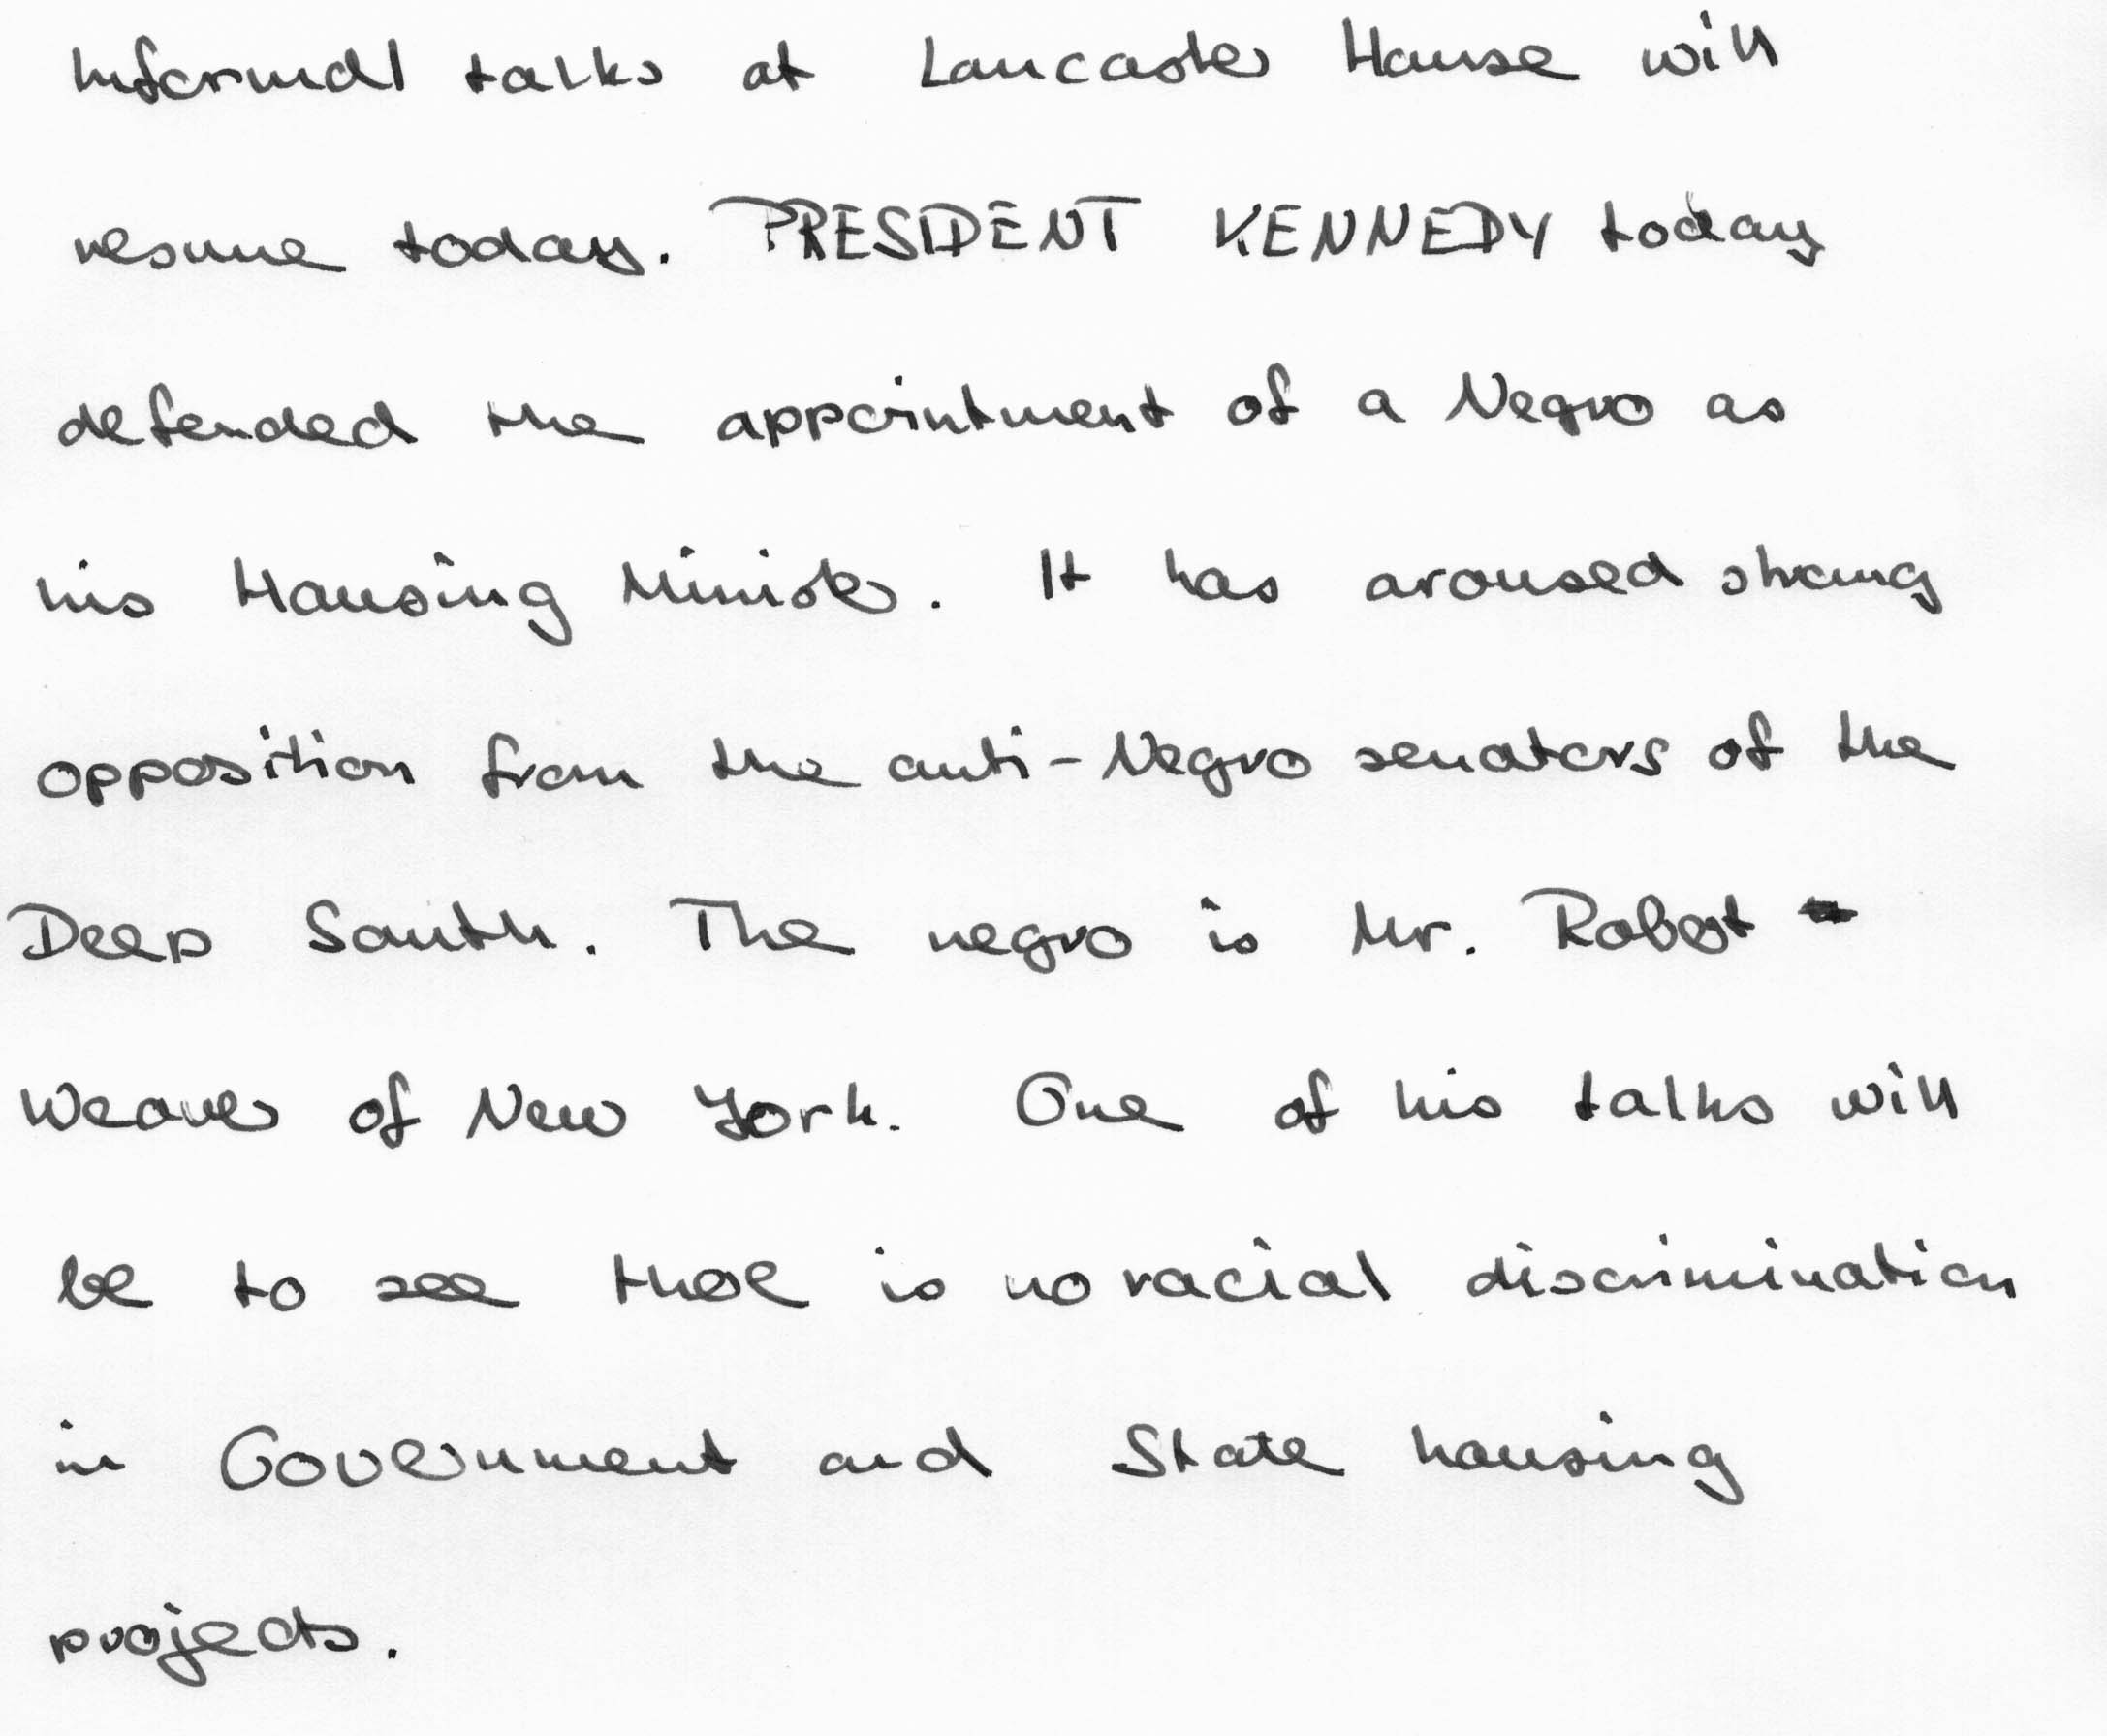 Informal talks at Lancaster House will
resume today. PRESIDENT KENNEDY today
defended the appointment of a Negro as
his Housing Minister. It has aroused strong
opposition from the anti-Negro senators of the
Deep South. The negro is Mr. Robert
Weaver of New York. One of his talks will
be to see there is no racial discrimination
in Government and State housing
projects.